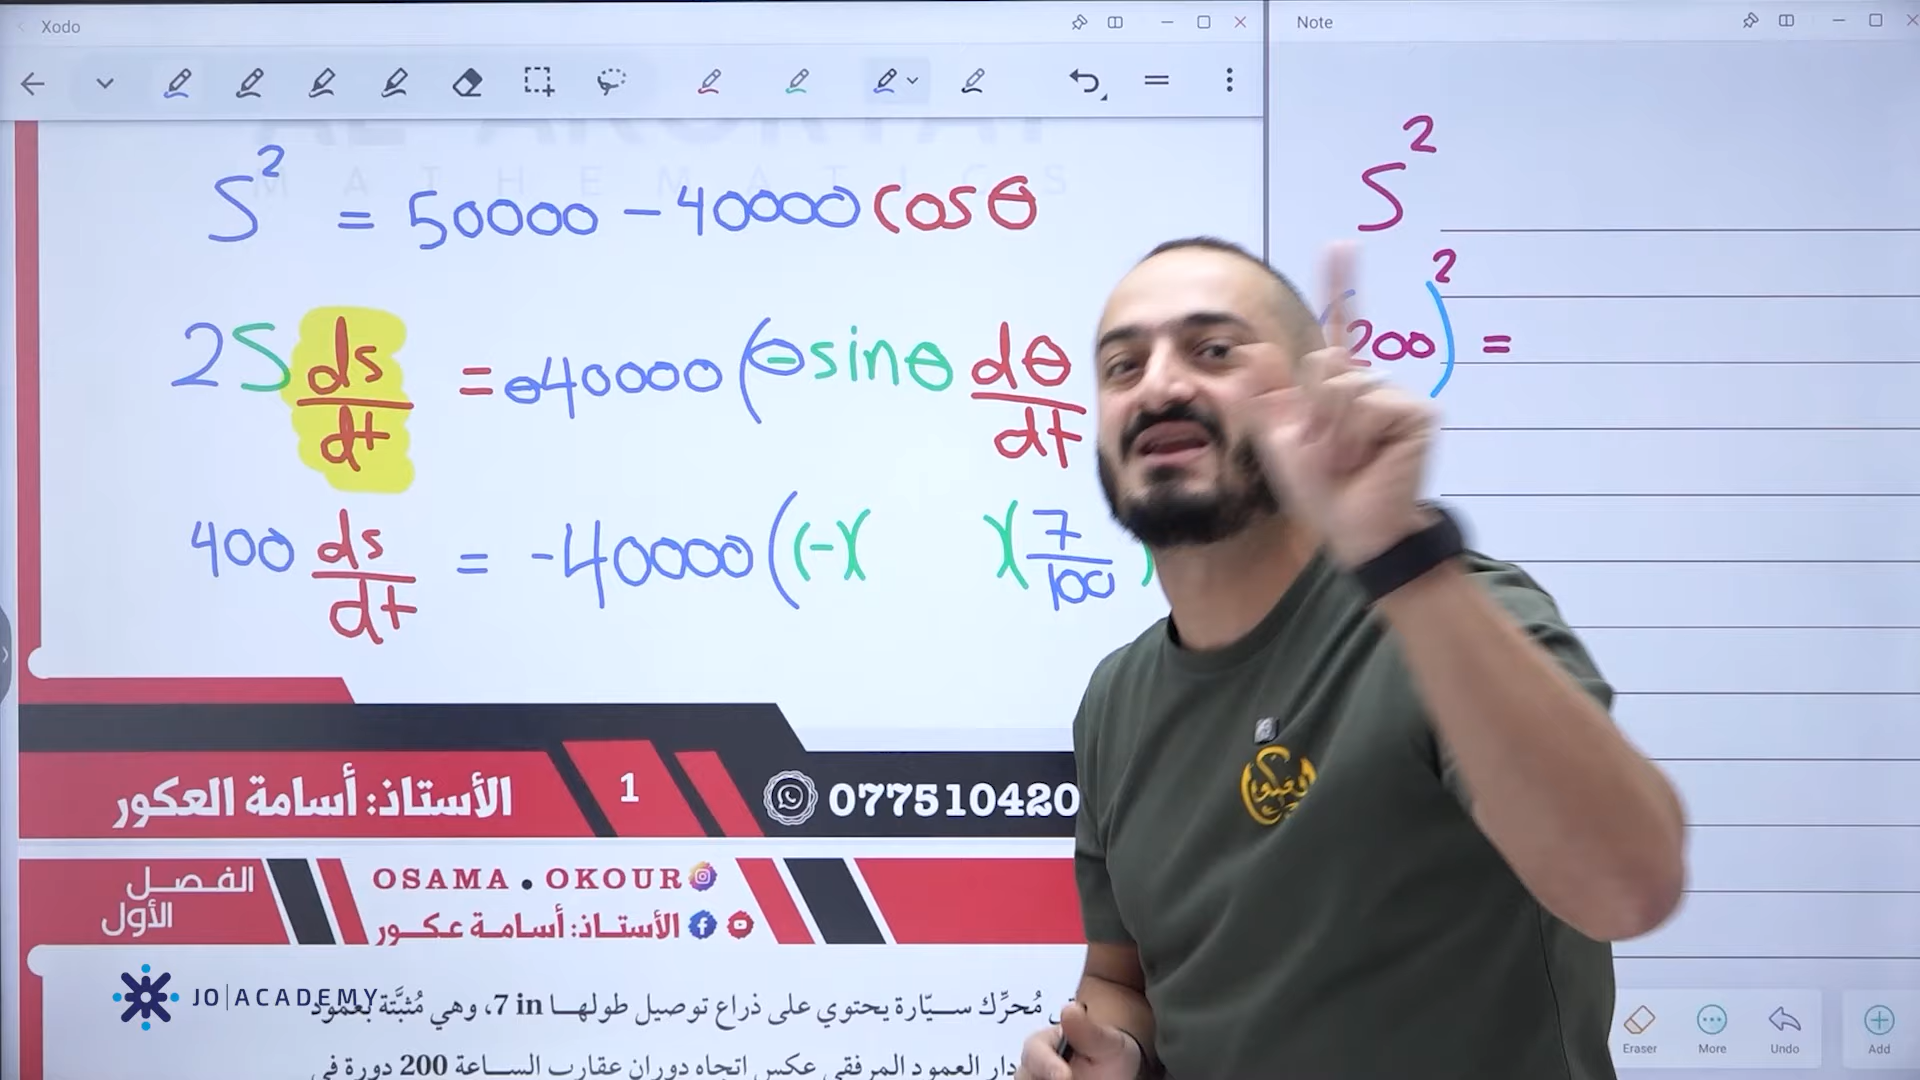 Xodo
Note
AL-AKORYAT
MATHEMATICS
S² = 50000 - 40000 cosθ
2S ds/dt = -40000 (-sinθ dθ/dt
400 ds/dt = -40000 ((-)( )(7/100)
S²
(200)² =
الأستاذ: أسامة العكور
1
077510420
الفصل الأول
OSAMA . OKOUR
الأستاذ: أسامة عكور
JO ACADEMY
مُحرِّك سيّارة يحتوي على ذراع توصيل طولها 7 in، وهي مُثبَّتة بعمود
العمود المرفقي عكس اتجاه دوران عقارب الساعة 200 دورة في
Eraser
More
Undo
Add